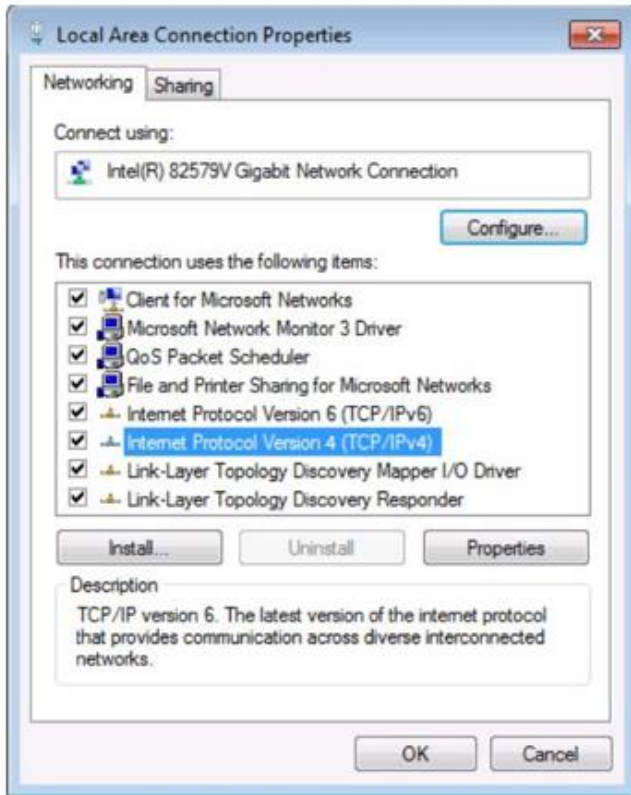 Local Area Connection Properties
Networking
Sharing
Connect using:
Intel(R) 82579V Gigabit Network Connection
Configure...
This connection uses the following items:
Client for Microsoft Networks
Microsoft Network Monitor 3 Driver
QoS Packet Scheduler
File and Printer Sharing for Microsoft Networks
Internet Protocol Version 6 (TCP/IPv6)
Internet Protocol Version 4 (TCP/IPv4)
Link-Layer Topology Discovery Mapper I/O Driver
Link-Layer Topology Discovery Responder
Install...
Uninstall
Properties
Description
TCP/IP version 6. The latest version of the internet protocol
that provides communication across diverse interconnected
networks.
OK
Cancel